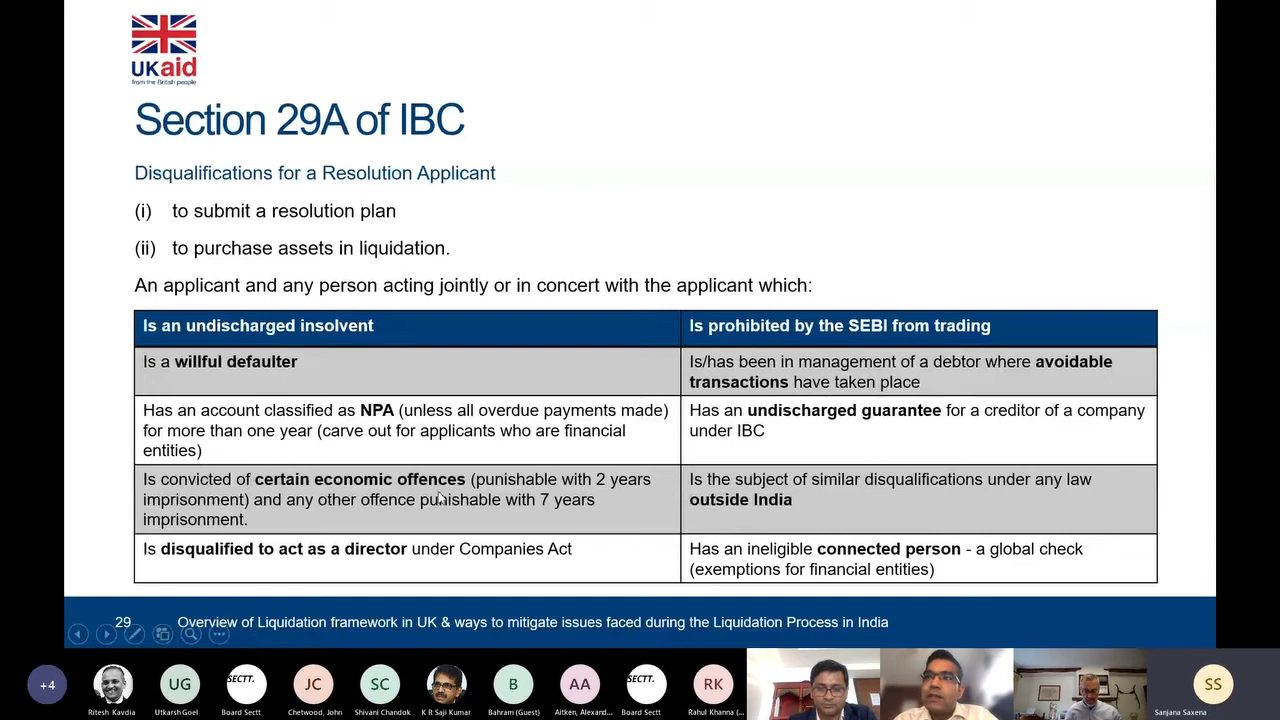 UKaid
from the British people
Section 29A of IBC
Disqualifications for a Resolution Applicant
(i) to submit a resolution plan
(ii) to purchase assets in liquidation.
An applicant and any person acting jointly or in concert with the applicant which:
Is an undischarged insolvent
Is prohibited by the SEBI from trading
Is a willful defaulter
Is/has been in management of a debtor where avoidable
transactions have taken place
Has an account classified as NPA (unless all overdue payments made)
for more than one year (carve out for applicants who are financial
entities)
Has an undischarged guarantee for a creditor of a company
under IBC
Is convicted of certain economic offences (punishable with 2 years
imprisonment) and any other offence punishable with 7 years
imprisonment.
Is the subject of similar disqualifications under any law
outside India
Is disqualified to act as a director under Companies Act
Has an ineligible connected person - a global check
(exemptions for financial entities)
29 Overview of Liquidation framework in UK & ways to mitigate issues faced during the Liquidation Process in India
+4
UG
SECTT.
JC
SC
B
AA
SECTT.
RK
SS
Ritesh Kavdia
Utkarsh Goel
Board Sectt
Chetwood, John
Shivani Chandok
K R Saji Kumar
Bahram (Guest)
Aitken, Alexand...
Board Sectt
Rahul Khanna (...
Sanjana Saxena